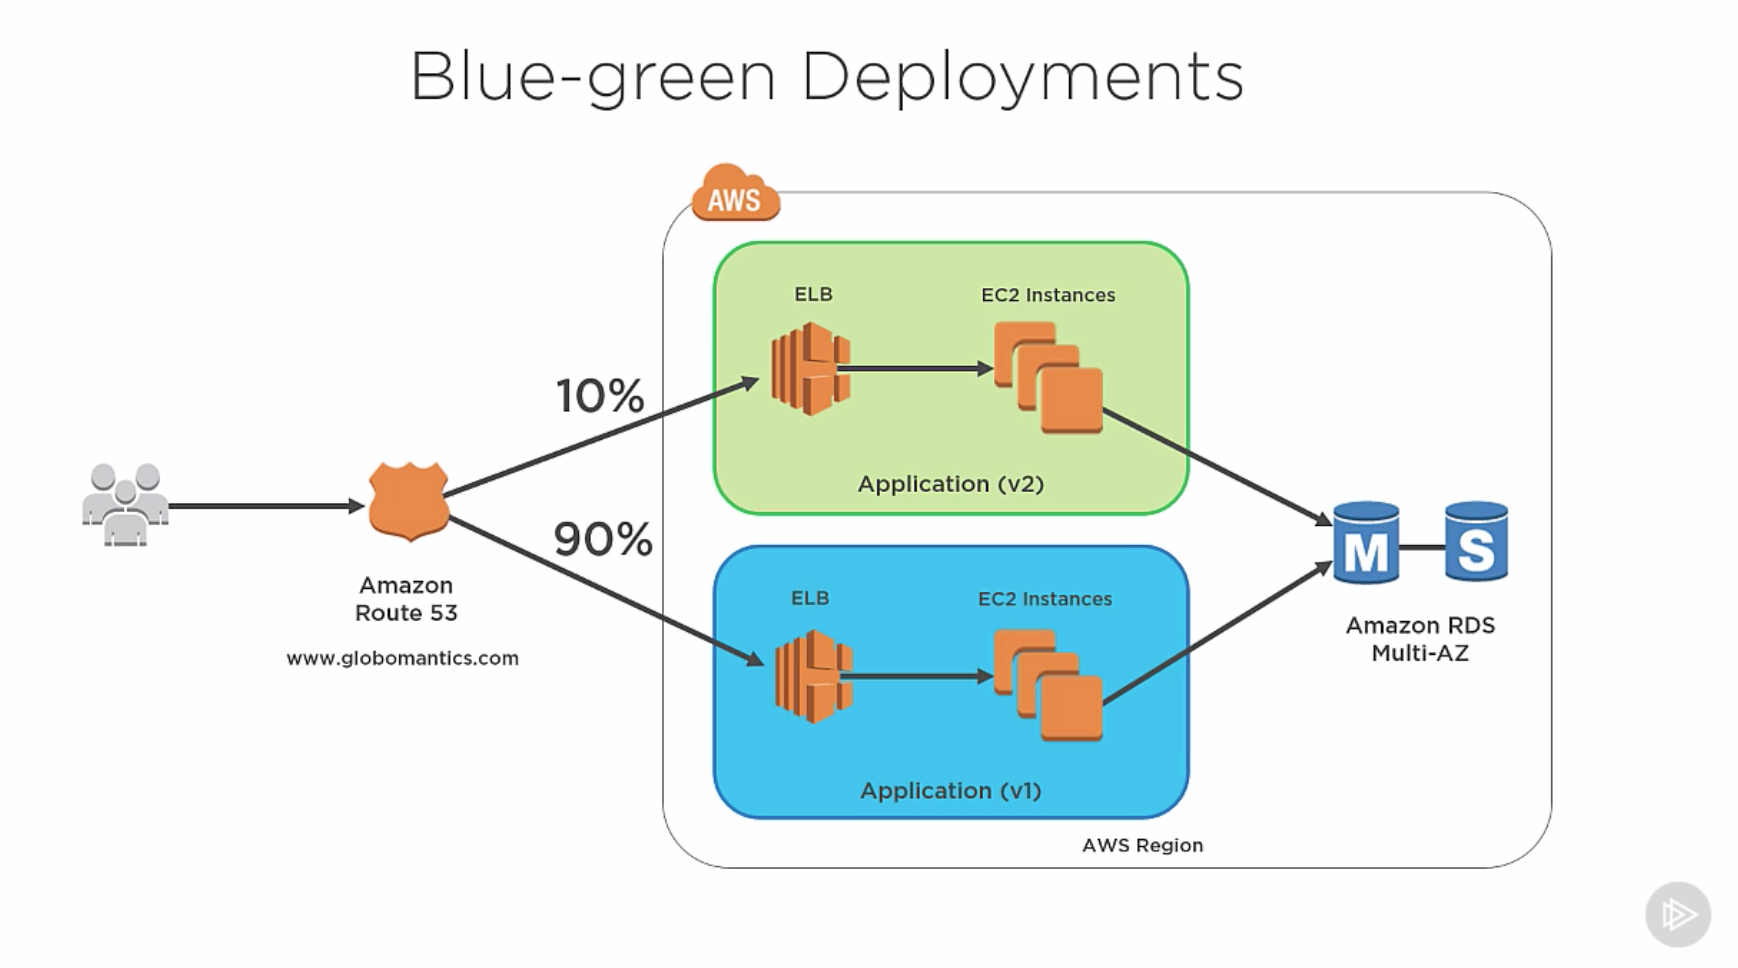 Blue-green Deployments
AWS
ELB
EC2 Instances
10%
Application (v2)
90%
Amazon
Route 53
www.globomantics.com
M
S
ELB
EC2 Instances
Amazon RDS
Multi-AZ
Application (v1)
AWS Region